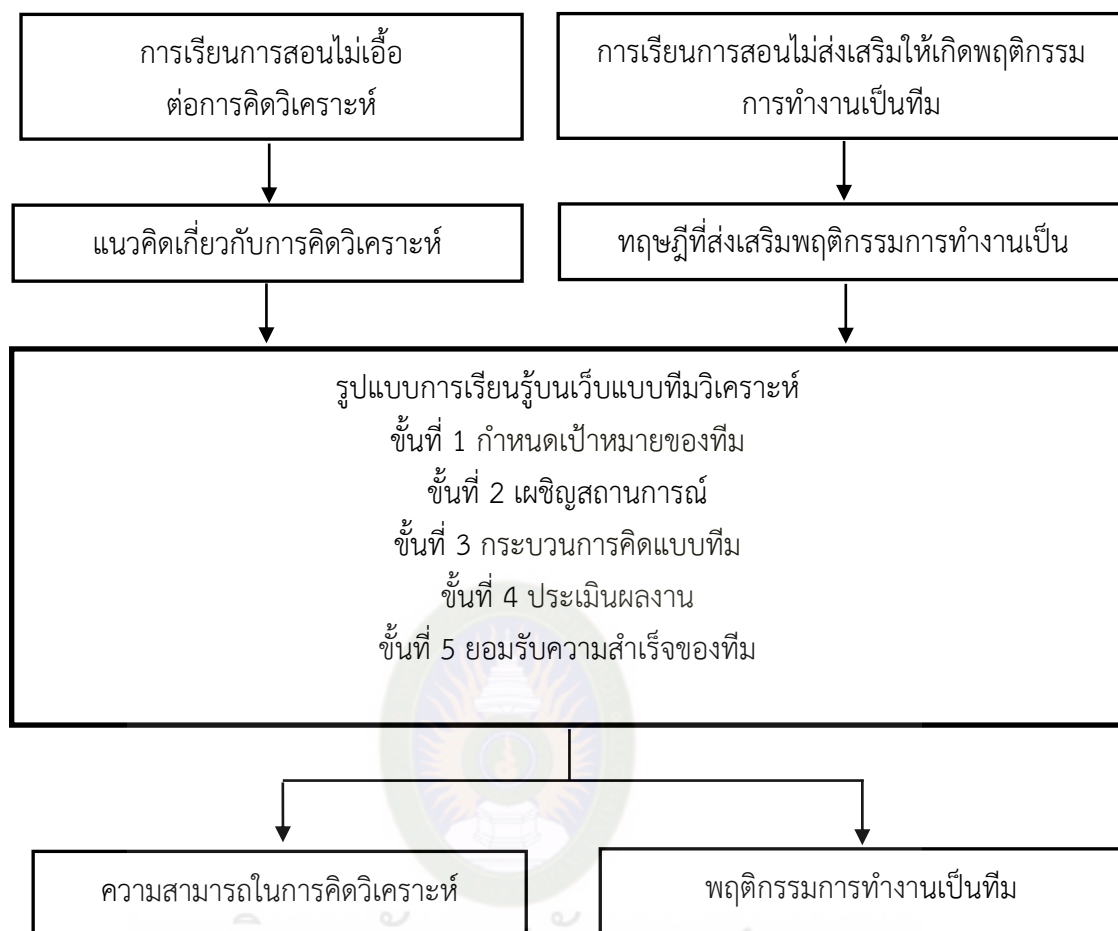 การเรียนการสอนไม่เอื้อ
ต่อการคิดวิเคราะห์
การเรียนการสอนไม่ส่งเสริมให้เกิดพฤติกรรม
การทำงานเป็นทีม
แนวคิดเกี่ยวกับการคิดวิเคราะห์
ทฤษฎีที่ส่งเสริมพฤติกรรมการทำงานเป็น
รูปแบบการเรียนรู้บนเว็บแบบทีมวิเคราะห์
ขั้นที่ 1 กำหนดเป้าหมายของทีม
ขั้นที่ 2 เผชิญสถานการณ์
ขั้นที่ 3 กระบวนการคิดแบบทีม
ขั้นที่ 4 ประเมินผลงาน
ขั้นที่ 5 ยอมรับความสำเร็จของทีม
ความสามารถในการคิดวิเคราะห์
พฤติกรรมการทำงานเป็นทีม